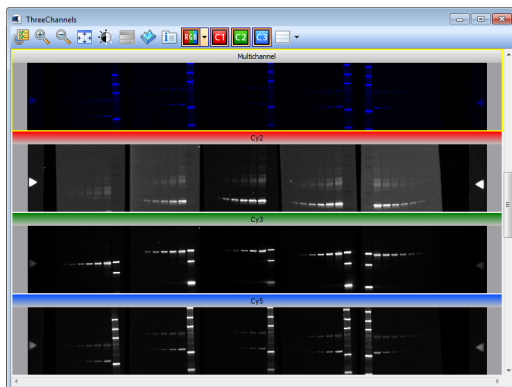 ThreeChannels
RGB C1 C2 C3
Multichannel
Cy2
Cy3
Cy5